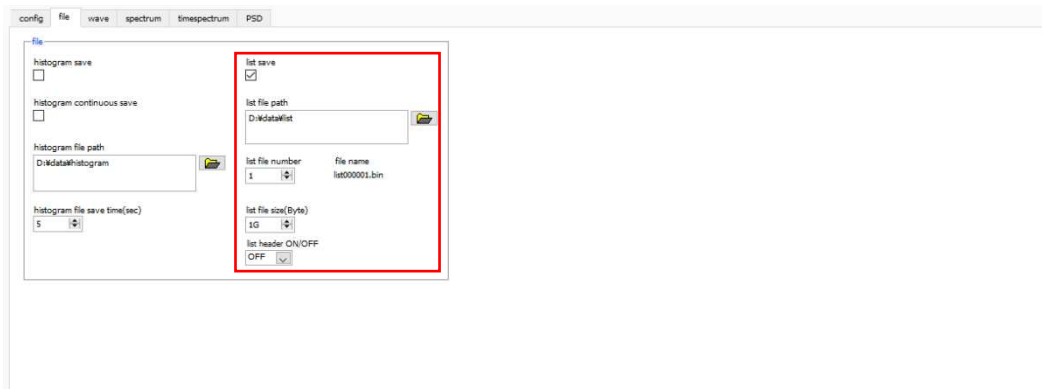 config file wave spectrum timespectrum PSD
file
histogram save
histogram continuous save
histogram file path
D:¥data¥histogram
histogram file save time(sec)
5
list save
list file path
D:¥data¥list
list file number file name
1 list000001.bin
list file size(Byte)
1G
list header ON/OFF
OFF